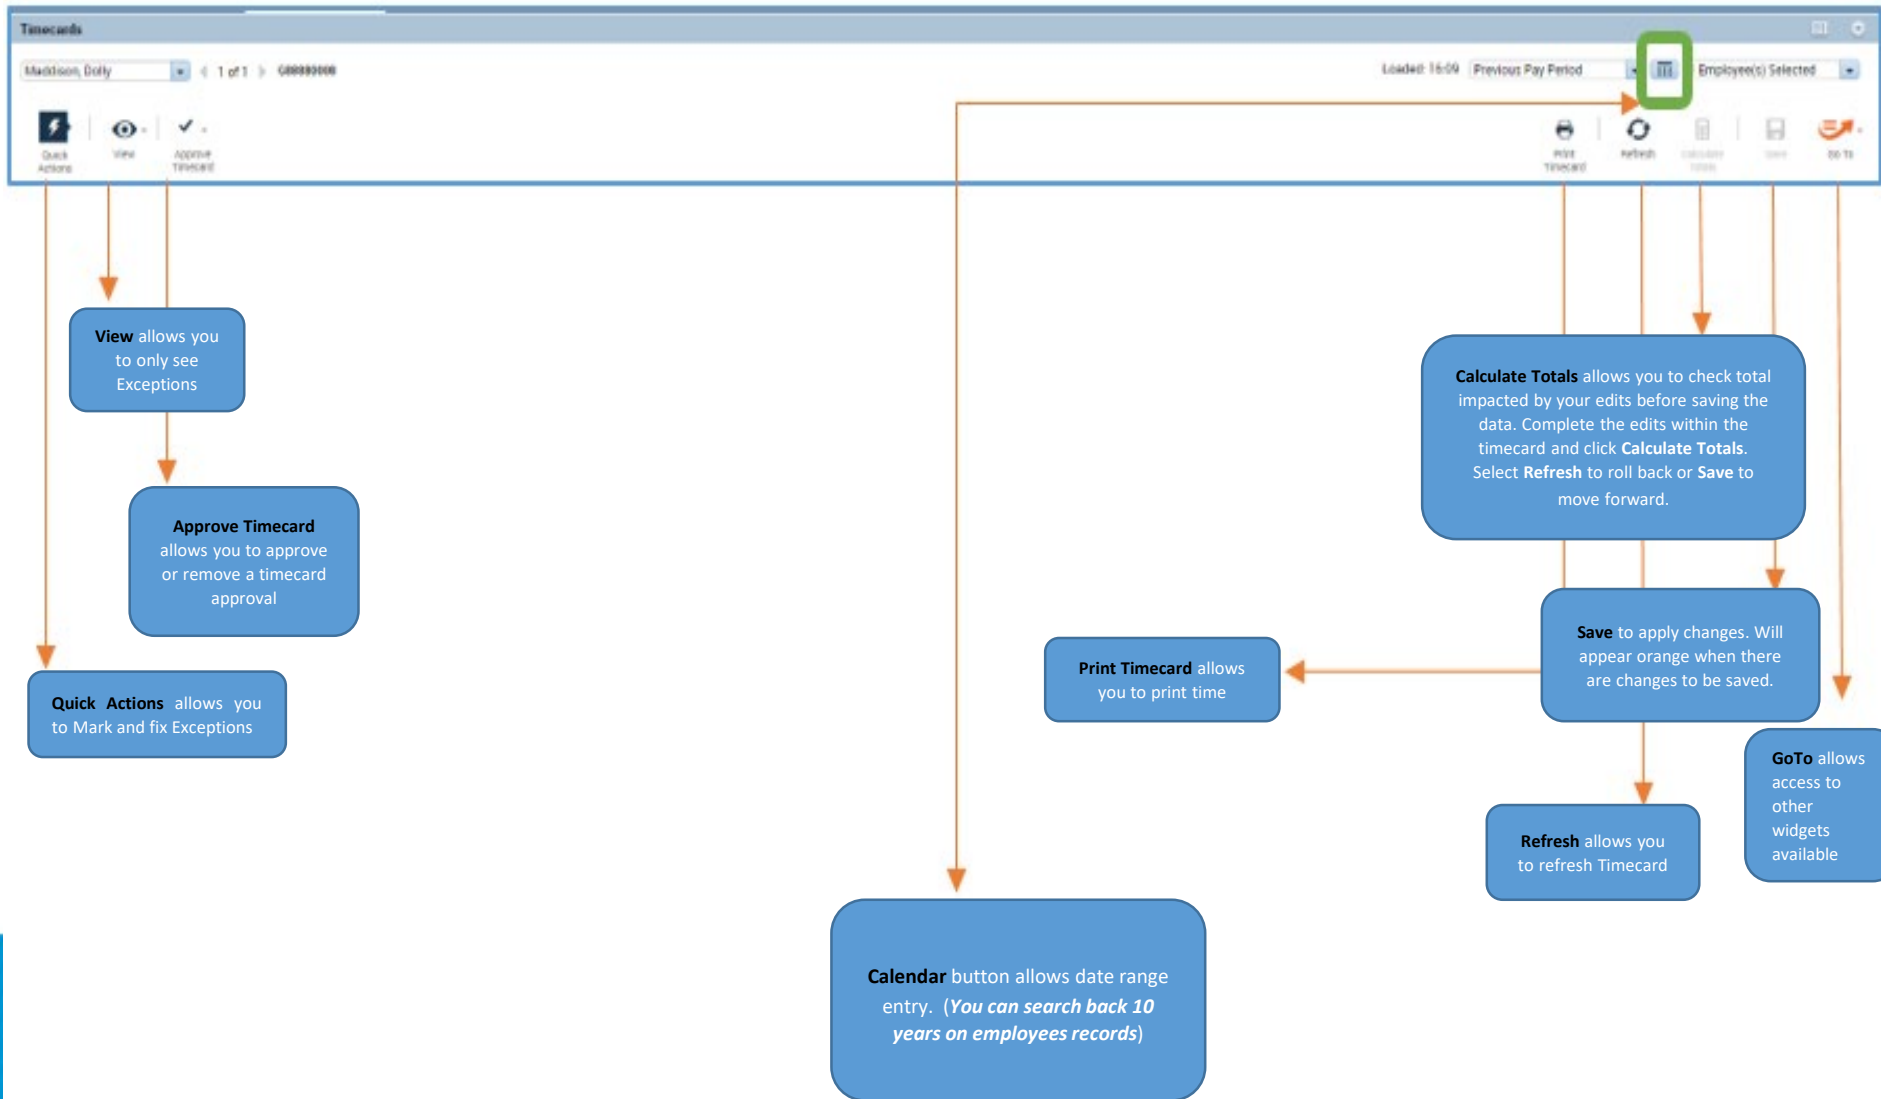 Timecards
Maddison, Dolly 1 of 1 Loaded: 16:09 Previous Pay Period Employee(s) Selected
Quick
Actions
View
Approve
Timecard
Print
Timecard
Refresh
Calculate
Totals
Save
Go To
View allows you
to only see
Exceptions
Approve Timecard
allows you to approve
or remove a timecard
approval
Quick Actions allows you
to Mark and fix Exceptions
Calculate Totals allows you to check total
impacted by your edits before saving the
data. Complete the edits within the
timecard and click Calculate Totals.
Select Refresh to roll back or Save to
move forward.
Save to apply changes. Will
appear orange when there
are changes to be saved.
Print Timecard allows
you to print time
GoTo allows
access to
other
widgets
available
Refresh allows you
to refresh Timecard
Calendar button allows date range
entry. (You can search back 10
years on employees records)